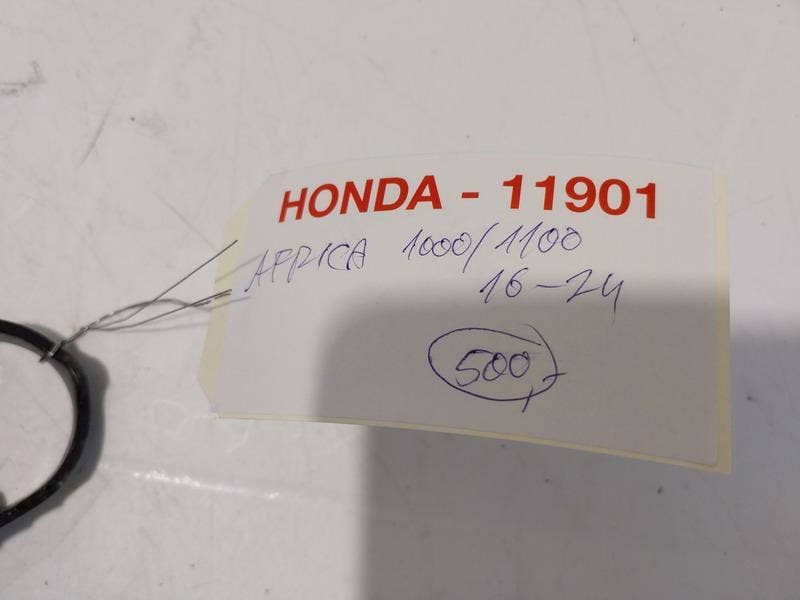 HONDA - 11901
AFRICA 1000/1100
16-24
500,-